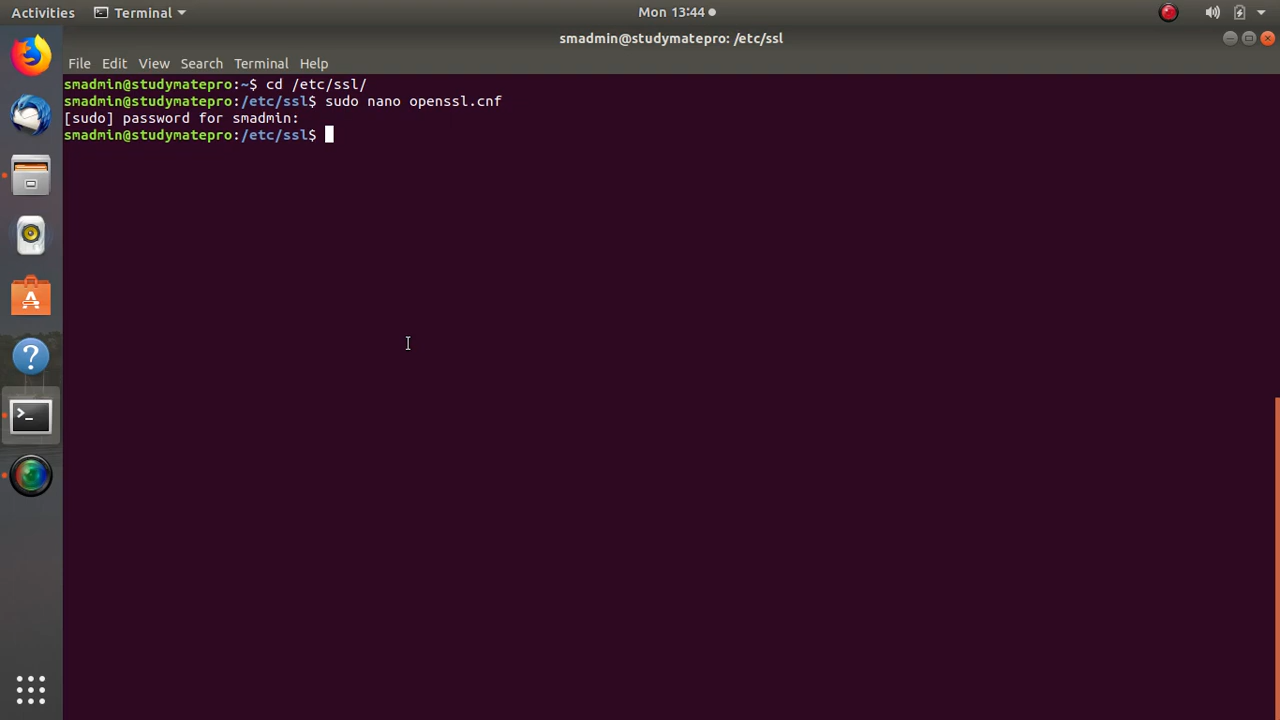 Activities Terminal Mon 13:44
smadmin@studymatepro: /etc/ssl
File Edit View Search Terminal Help
smadmin@studymatepro:~$ cd /etc/ssl/
smadmin@studymatepro:/etc/ssl$ sudo nano openssl.cnf
[sudo] password for smadmin:
smadmin@studymatepro:/etc/ssl$